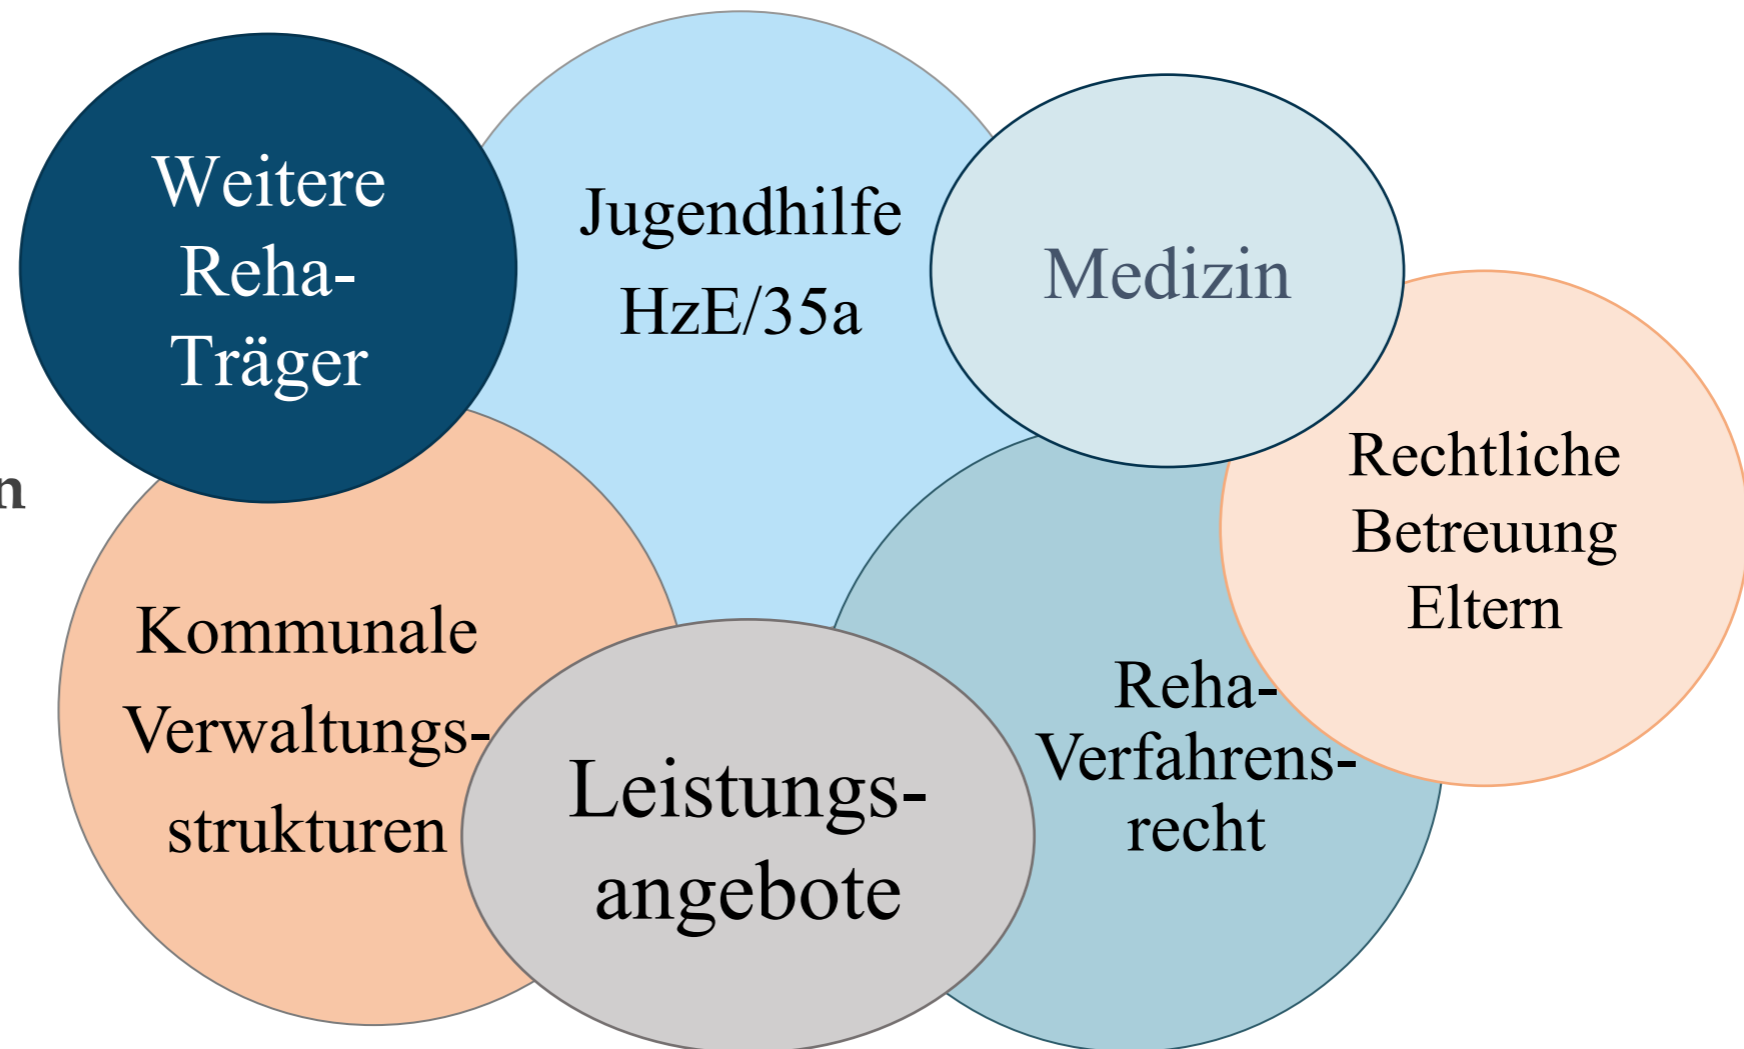 Weitere
Reha-
Träger
Jugendhilfe
HzE/35a
Medizin
Rechtliche
Betreuung
Eltern
n
Kommunale
Verwaltungs-
strukturen
Leistungs-
angebote
Reha-
Verfahrens-
recht